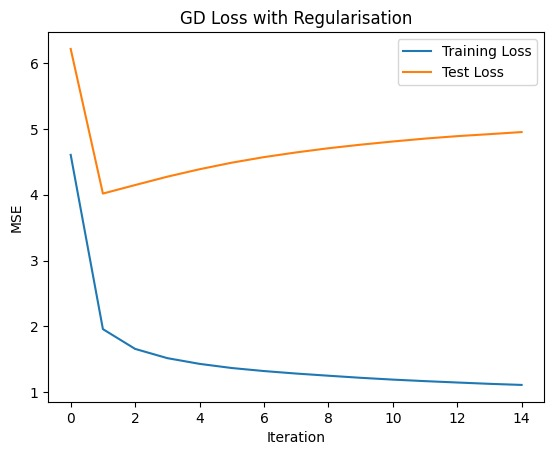 GD Loss with Regularisation
Training Loss
Test Loss
MSE
6
5
4
3
2
1
0 2 4 6 8 10 12 14
Iteration